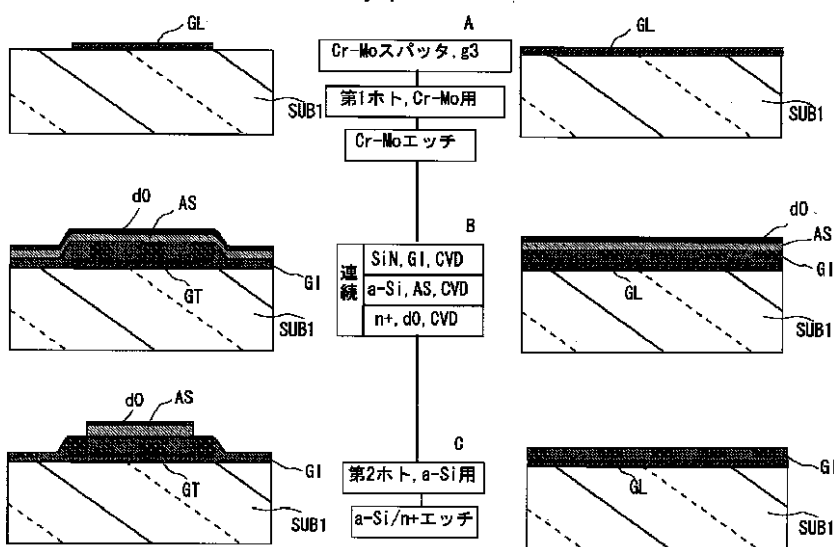 A
GL
SUB1
Cr-Moスパッタ, g3
第1ホト, Cr-Mo用
Cr-Moエッチ
GL
SUB1
B
d0
AS
GI
GT
SUB1
連続
SiN, GI, CVD
a-Si, AS, CVD
n+, d0, CVD
d0
AS
GI
GL
SUB1
C
d0
AS
GI
GT
SUB1
第2ホト, a-Si用
a-Si/n+エッチ
GI
GL
SUB1